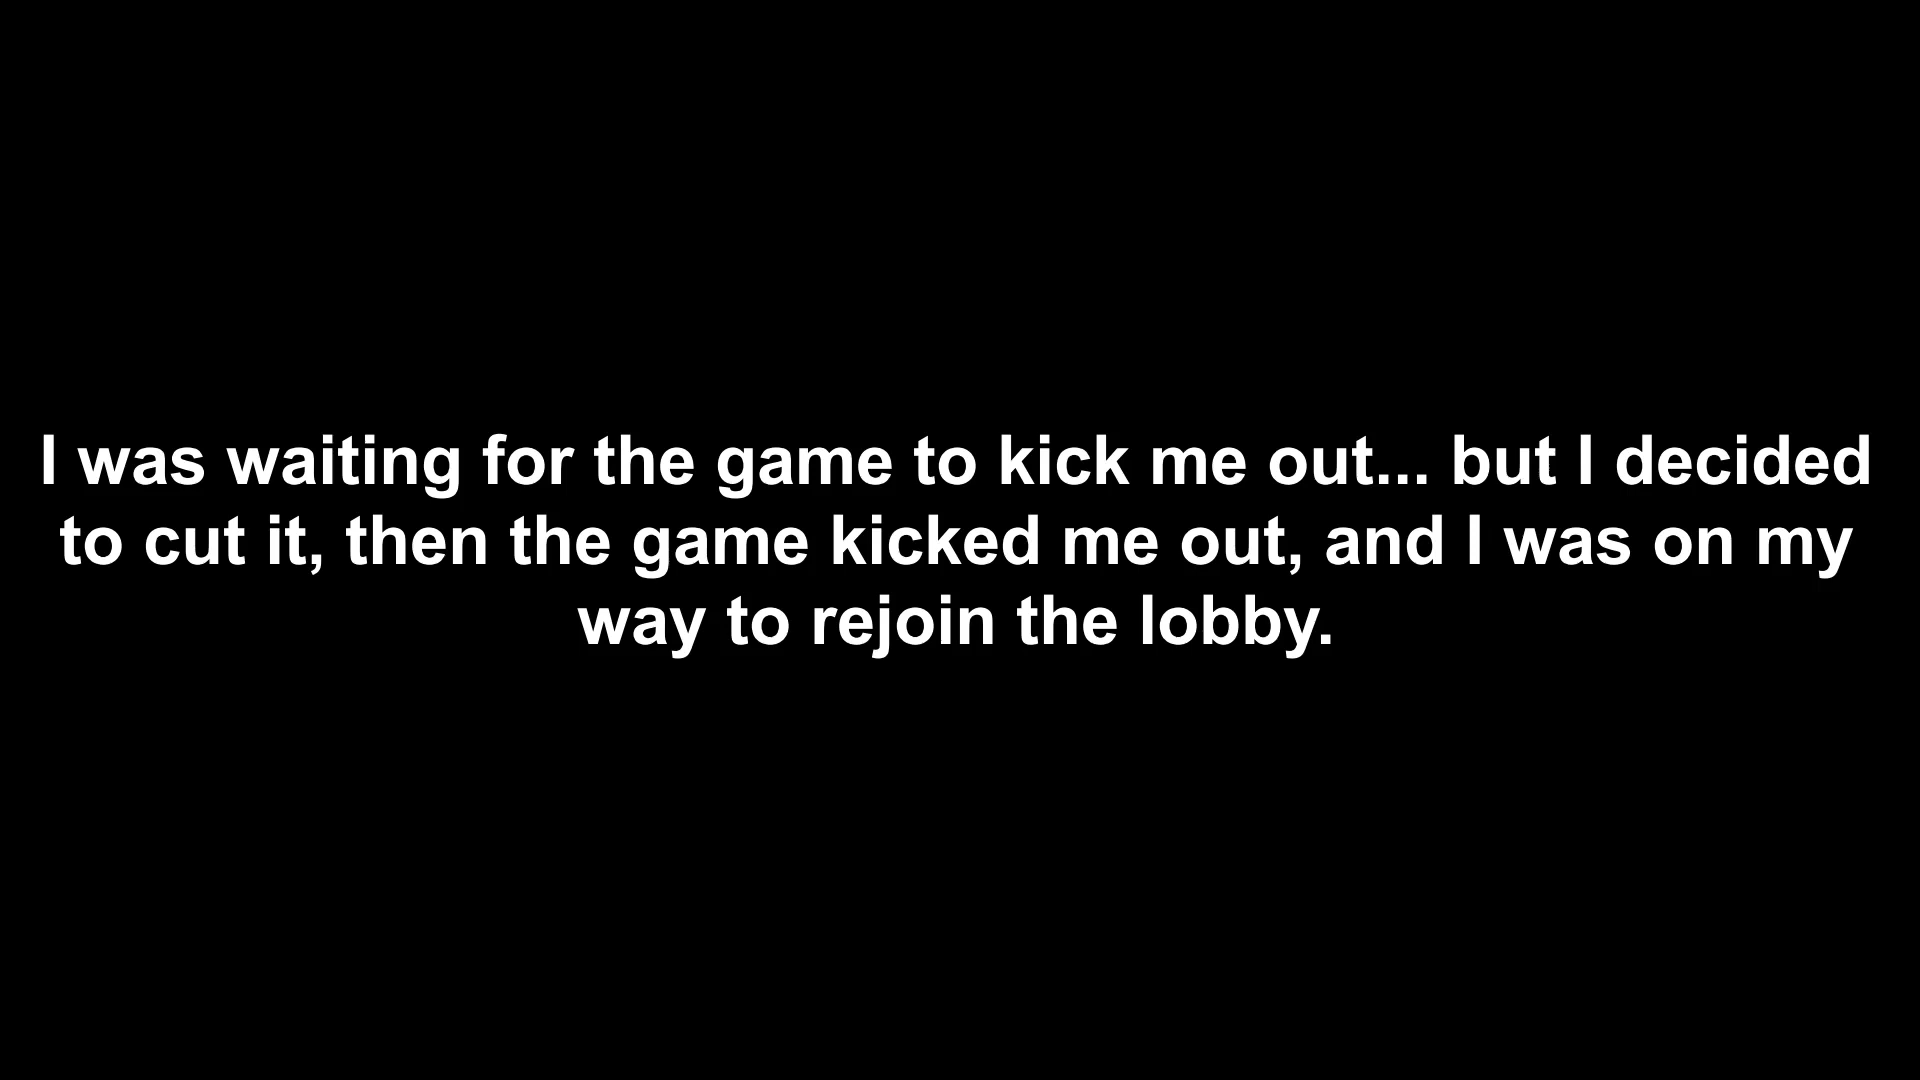 I was waiting for the game to kick me out... but I decided
to cut it, then the game kicked me out, and I was on my
way to rejoin the lobby.